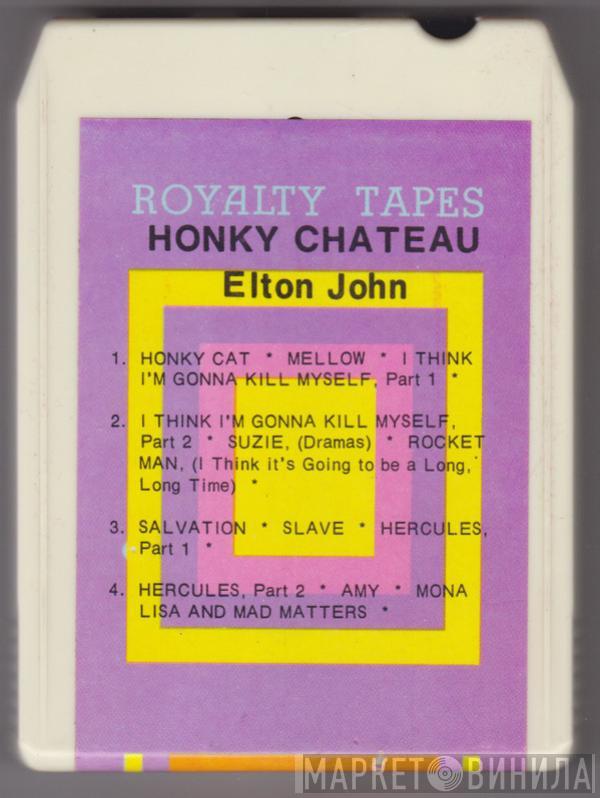 ROYALTY TAPES
HONKY CHATEAU
Elton John
1. HONKY CAT * MELLOW * I THINK
I'M GONNA KILL MYSELF, Part 1 *
2. I THINK I'M GONNA KILL MYSELF,
Part 2 * SUZIE, (Dramas) * ROCKET
MAN, (I Think it's Going to be a Long,
Long Time) *
3. SALVATION * SLAVE * HERCULES,
Part 1 *
4. HERCULES, Part 2 * AMY * MONA
LISA AND MAD MATTERS *
МАРКЕТ ВИНИЛА